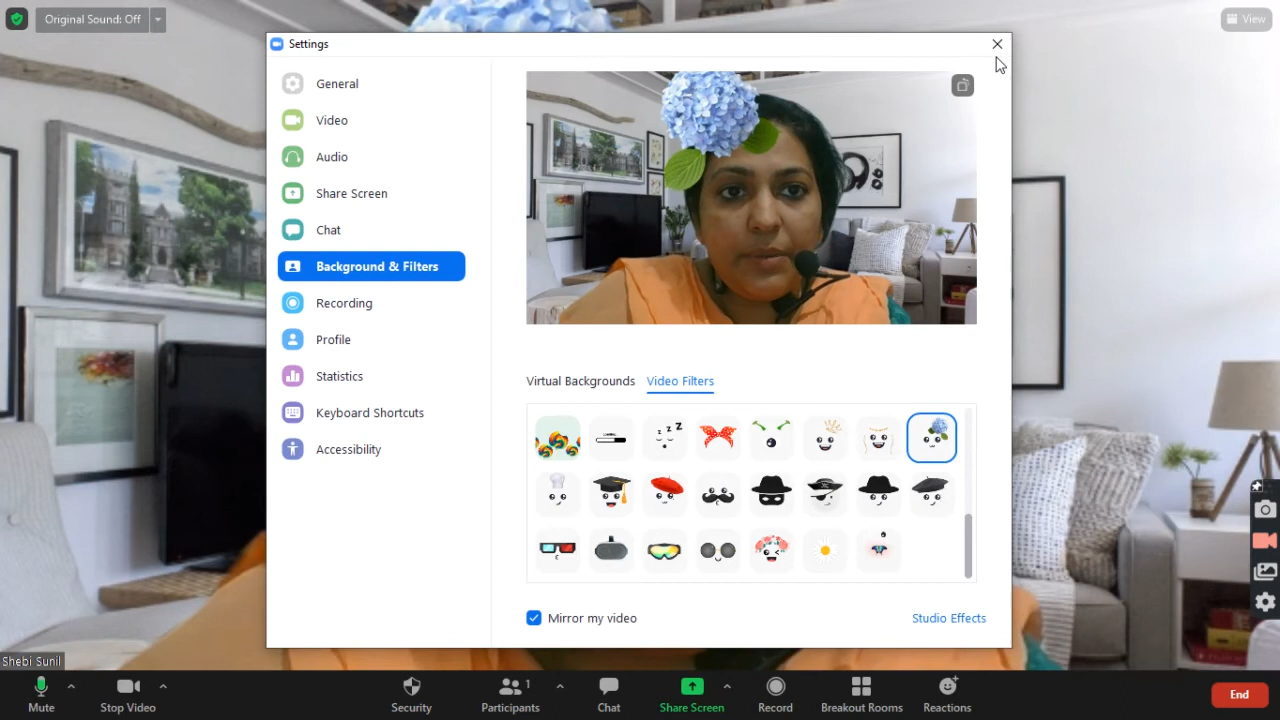 Original Sound: Off
View
Settings
General
Video
Audio
Share Screen
Chat
Background & Filters
Recording
Profile
Statistics
Keyboard Shortcuts
Accessibility
Virtual Backgrounds Video Filters
z z Z
Mirror my video
Studio Effects
Shebi Sunil
1
Mute
Stop Video
Security
Participants
Chat
Share Screen
Record
Breakout Rooms
Reactions
End